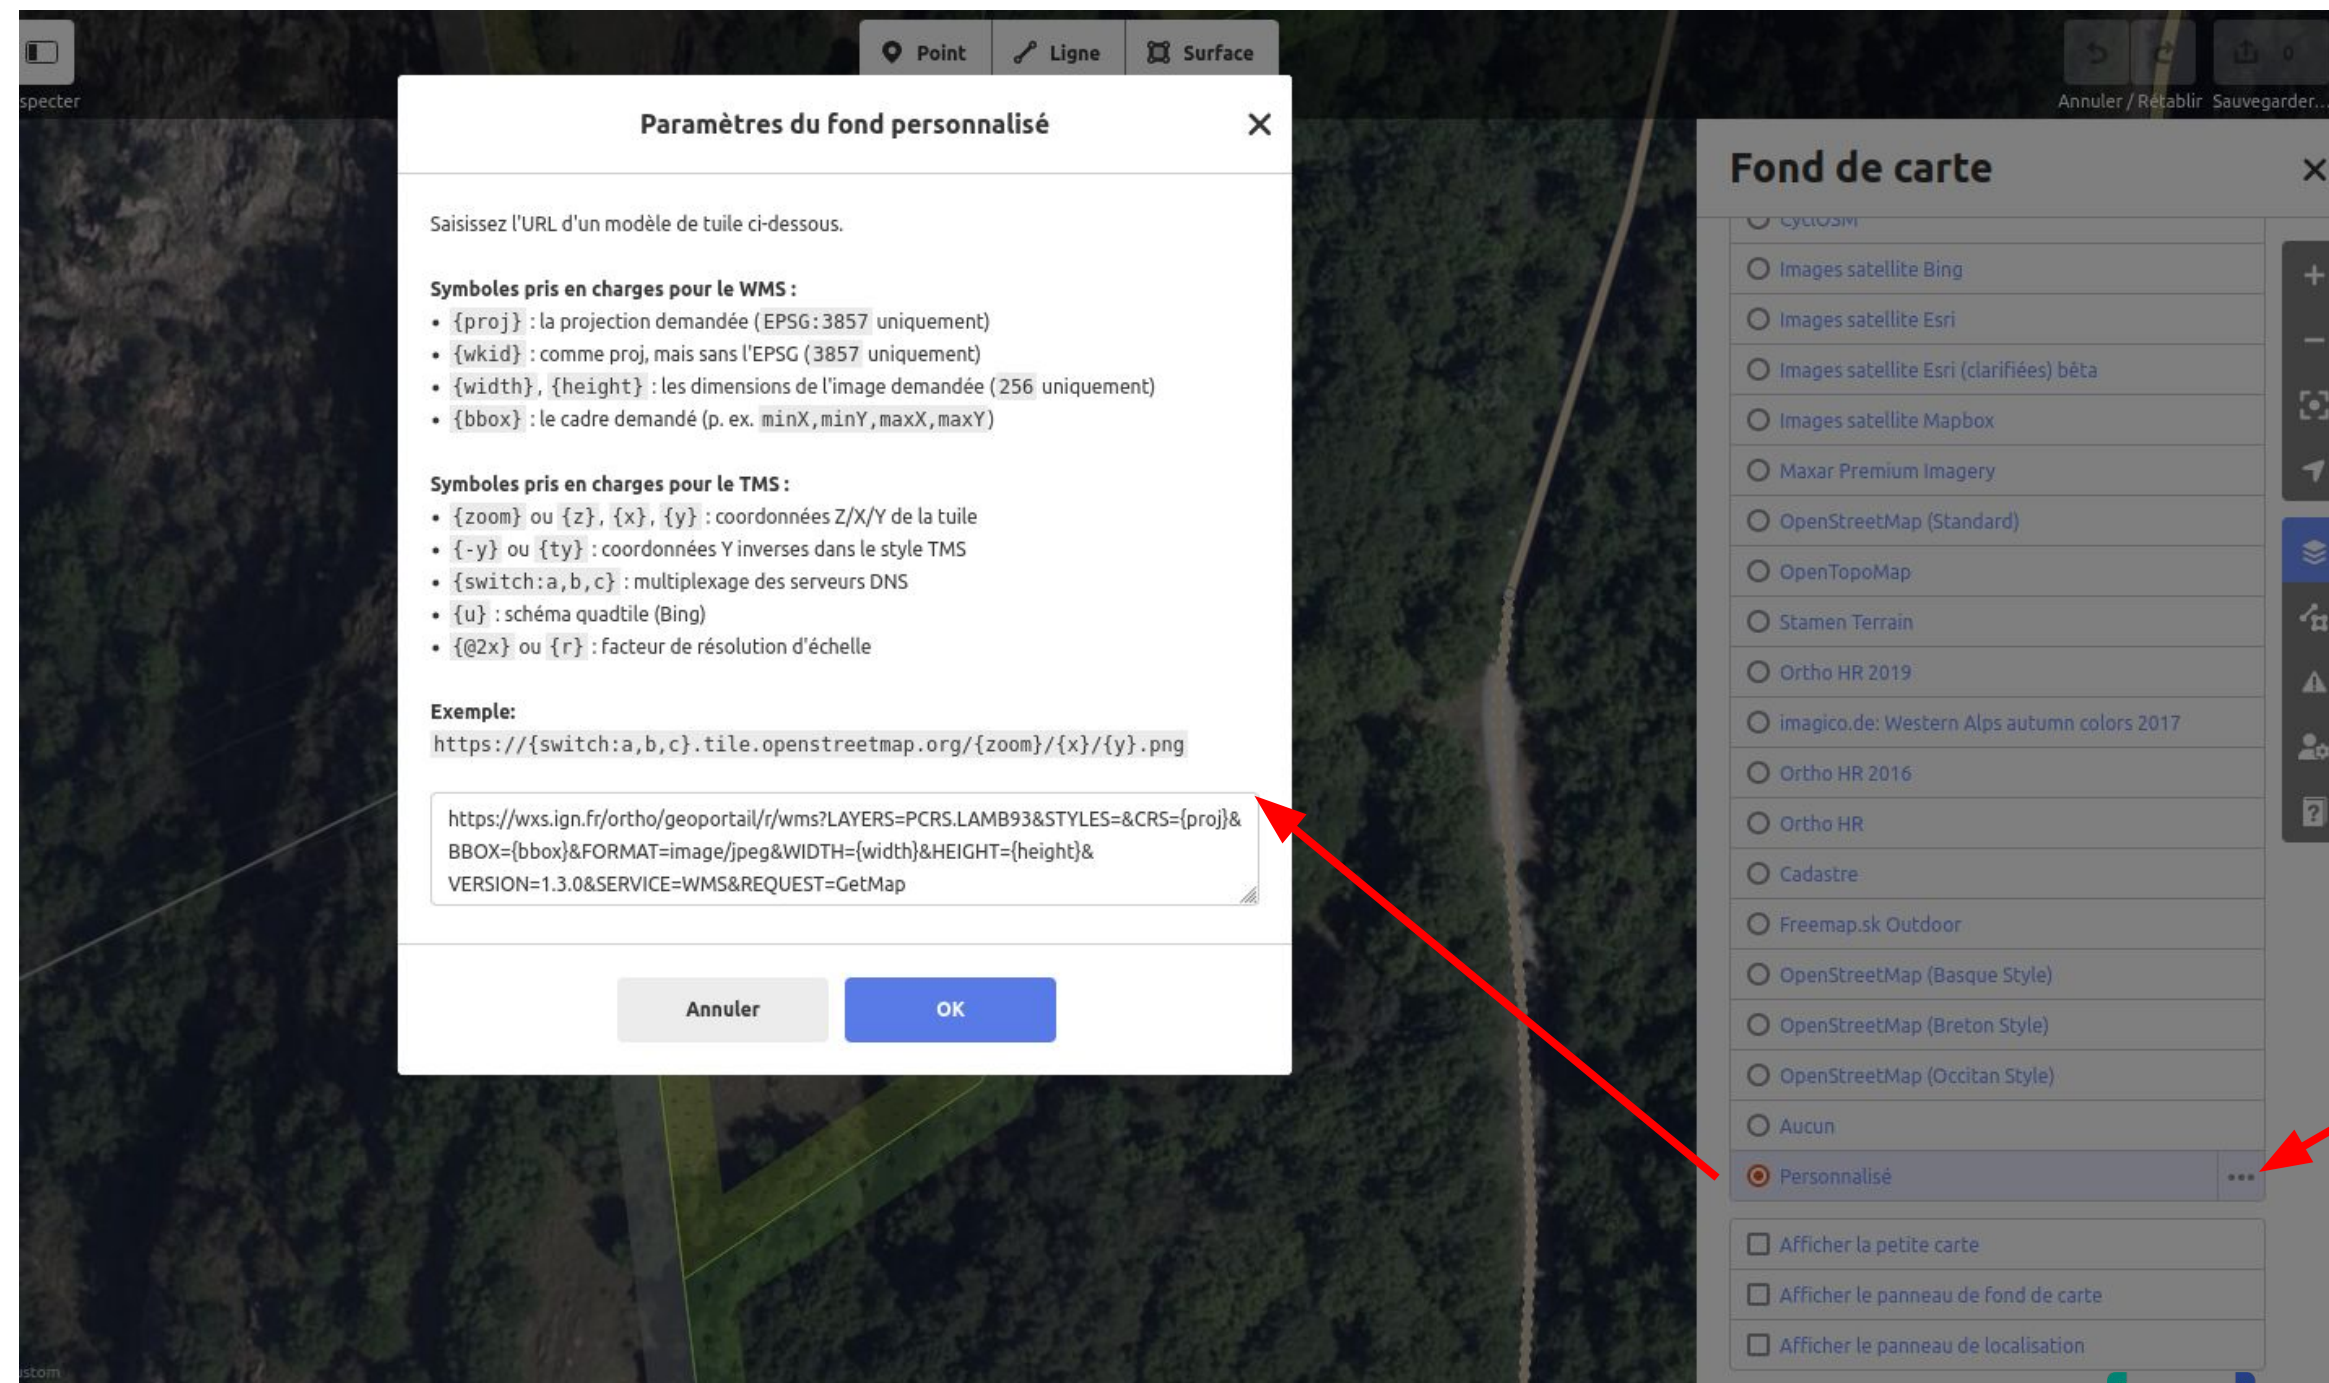 Point
Ligne
Surface
0
specter
Annuler / Rétablir
Sauvegarder...
Paramètres du fond personnalisé
Saisissez l'URL d'un modèle de tuile ci-dessous.
Symboles pris en charges pour le WMS :
• {proj} : la projection demandée (EPSG:3857 uniquement)
• {wkid} : comme proj, mais sans l'EPSG (3857 uniquement)
• {width}, {height} : les dimensions de l'image demandée (256 uniquement)
• {bbox} : le cadre demandé (p. ex. minX,minY,maxX,maxY)
Symboles pris en charges pour le TMS :
• {zoom} ou {z}, {x}, {y} : coordonnées Z/X/Y de la tuile
• {-y} ou {ty} : coordonnées Y inverses dans le style TMS
• {switch:a,b,c} : multiplexage des serveurs DNS
• {u} : schéma quadtile (Bing)
• {@2x} ou {r} : facteur de résolution d'échelle
Exemple:
https://{switch:a,b,c}.tile.openstreetmap.org/{zoom}/{x}/{y}.png
https://wxs.ign.fr/ortho/geoportail/r/wms?LAYERS=PCRS.LAMB93&STYLES=&CRS={proj}&
BBOX={bbox}&FORMAT=image/jpeg&WIDTH={width}&HEIGHT={height}&
VERSION=1.3.0&SERVICE=WMS&REQUEST=GetMap
Annuler
OK
Fond de carte
CyclOSM
Images satellite Bing
Images satellite Esri
Images satellite Esri (clarifiées) bêta
Images satellite Mapbox
Maxar Premium Imagery
OpenStreetMap (Standard)
OpenTopoMap
Stamen Terrain
Ortho HR 2019
imagico.de: Western Alps autumn colors 2017
Ortho HR 2016
Ortho HR
Cadastre
Freemap.sk Outdoor
OpenStreetMap (Basque Style)
OpenStreetMap (Breton Style)
OpenStreetMap (Occitan Style)
Aucun
Personnalisé
Afficher la petite carte
Afficher le panneau de fond de carte
Afficher le panneau de localisation
ustom